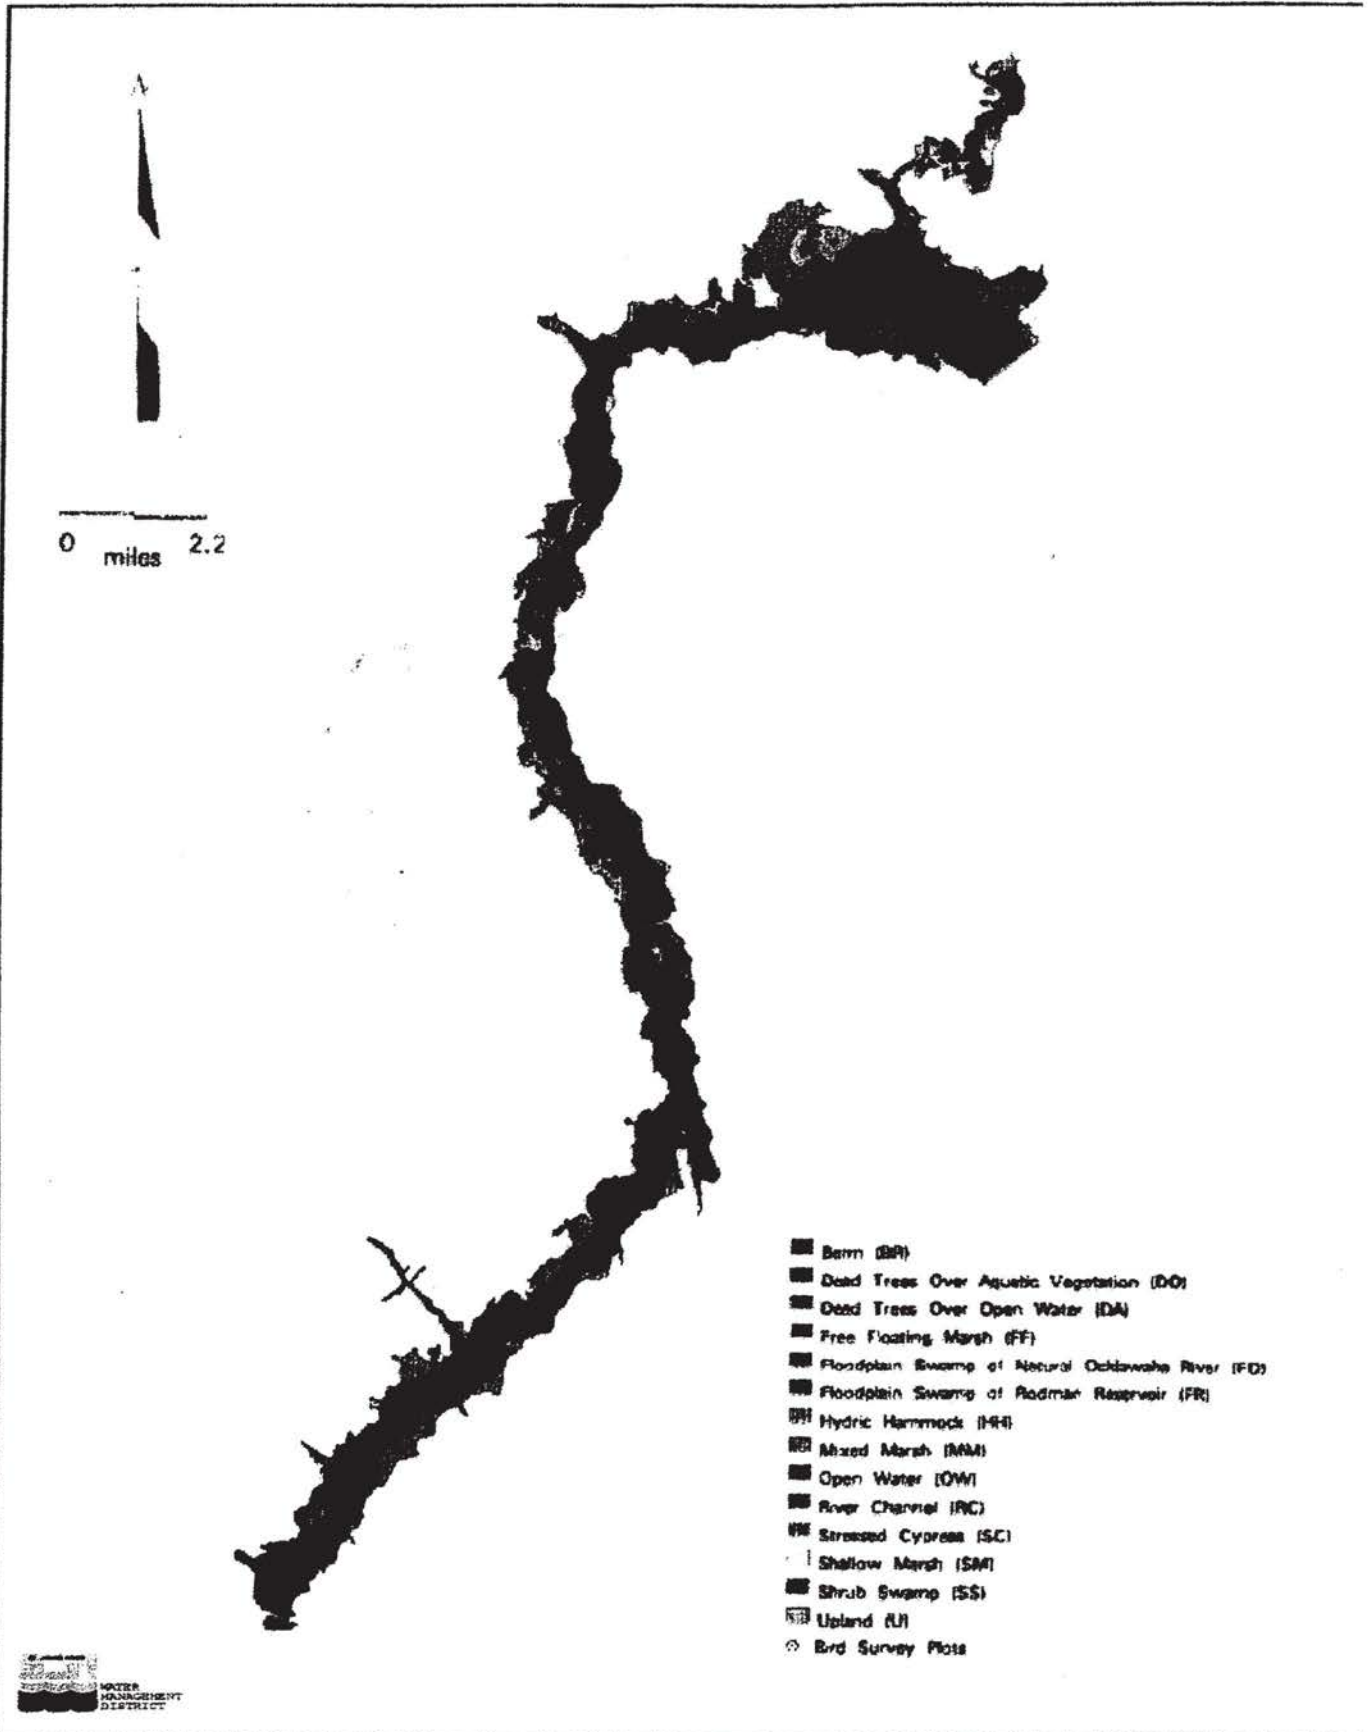 0 miles 2.2
Berm (BR)
Dead Trees Over Aquatic Vegetation (DO)
Dead Trees Over Open Water (DA)
Free Floating Marsh (FF)
Floodplain Swamp of Natural Ocklawaha River (FO)
Floodplain Swamp of Rodman Reservoir (FR)
Hydric Hammock (HH)
Mixed Marsh (MM)
Open Water (OW)
River Channel (RC)
Stressed Cypress (SC)
Shallow Marsh (SM)
Shrub Swamp (SS)
Upland (U)
Bird Survey Plots
WATER
MANAGEMENT
DISTRICT